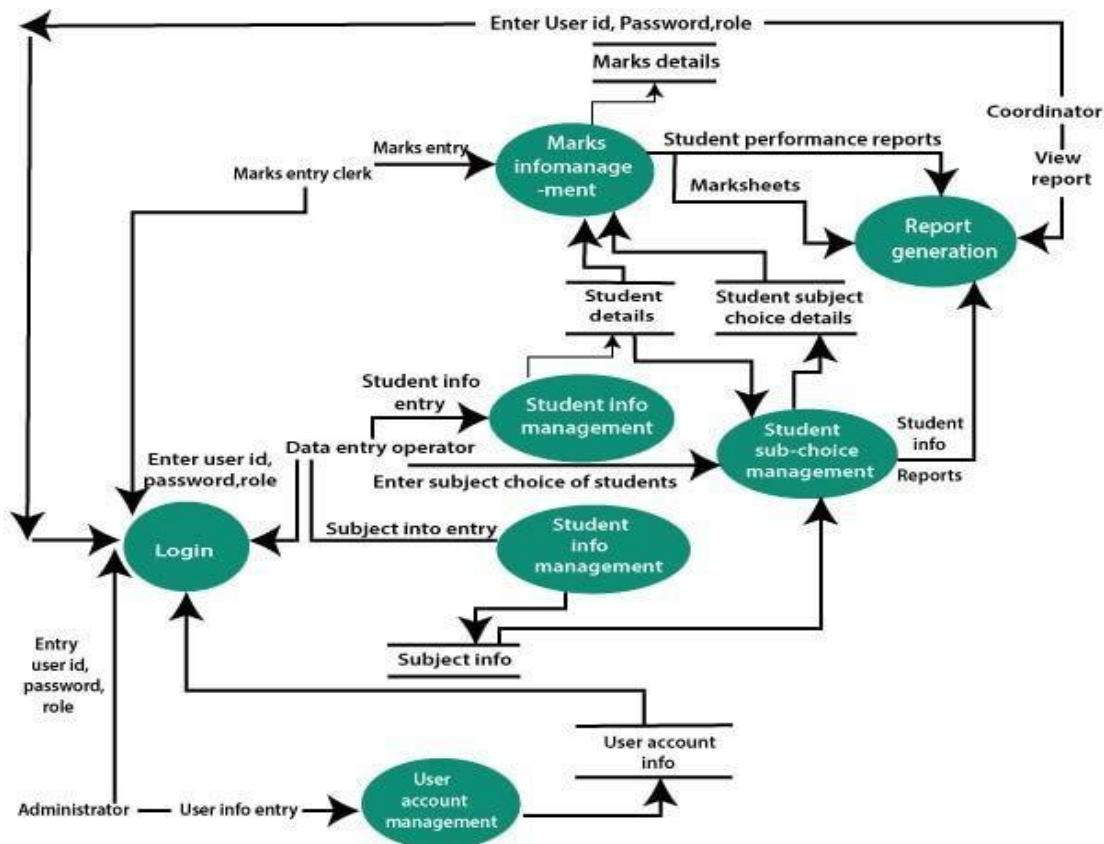 Enter User id, Password,role
Marks details
Coordinator
Marks
infomanage
-ment
Student performance reports
Marks entry
Marks entry clerk
View
report
Marksheets
Report
generation
Student
details
Student subject
choice details
Student info
entry
Student info
management
Student
sub-choice
management
Student
info
Reports
Data entry operator
Enter user id,
password,role
Enter subject choice of students
Subject into entry
Student
info
management
Login
Entry
user id,
password,
role
Subject info
User account
info
Administrator
User info entry
User
account
management